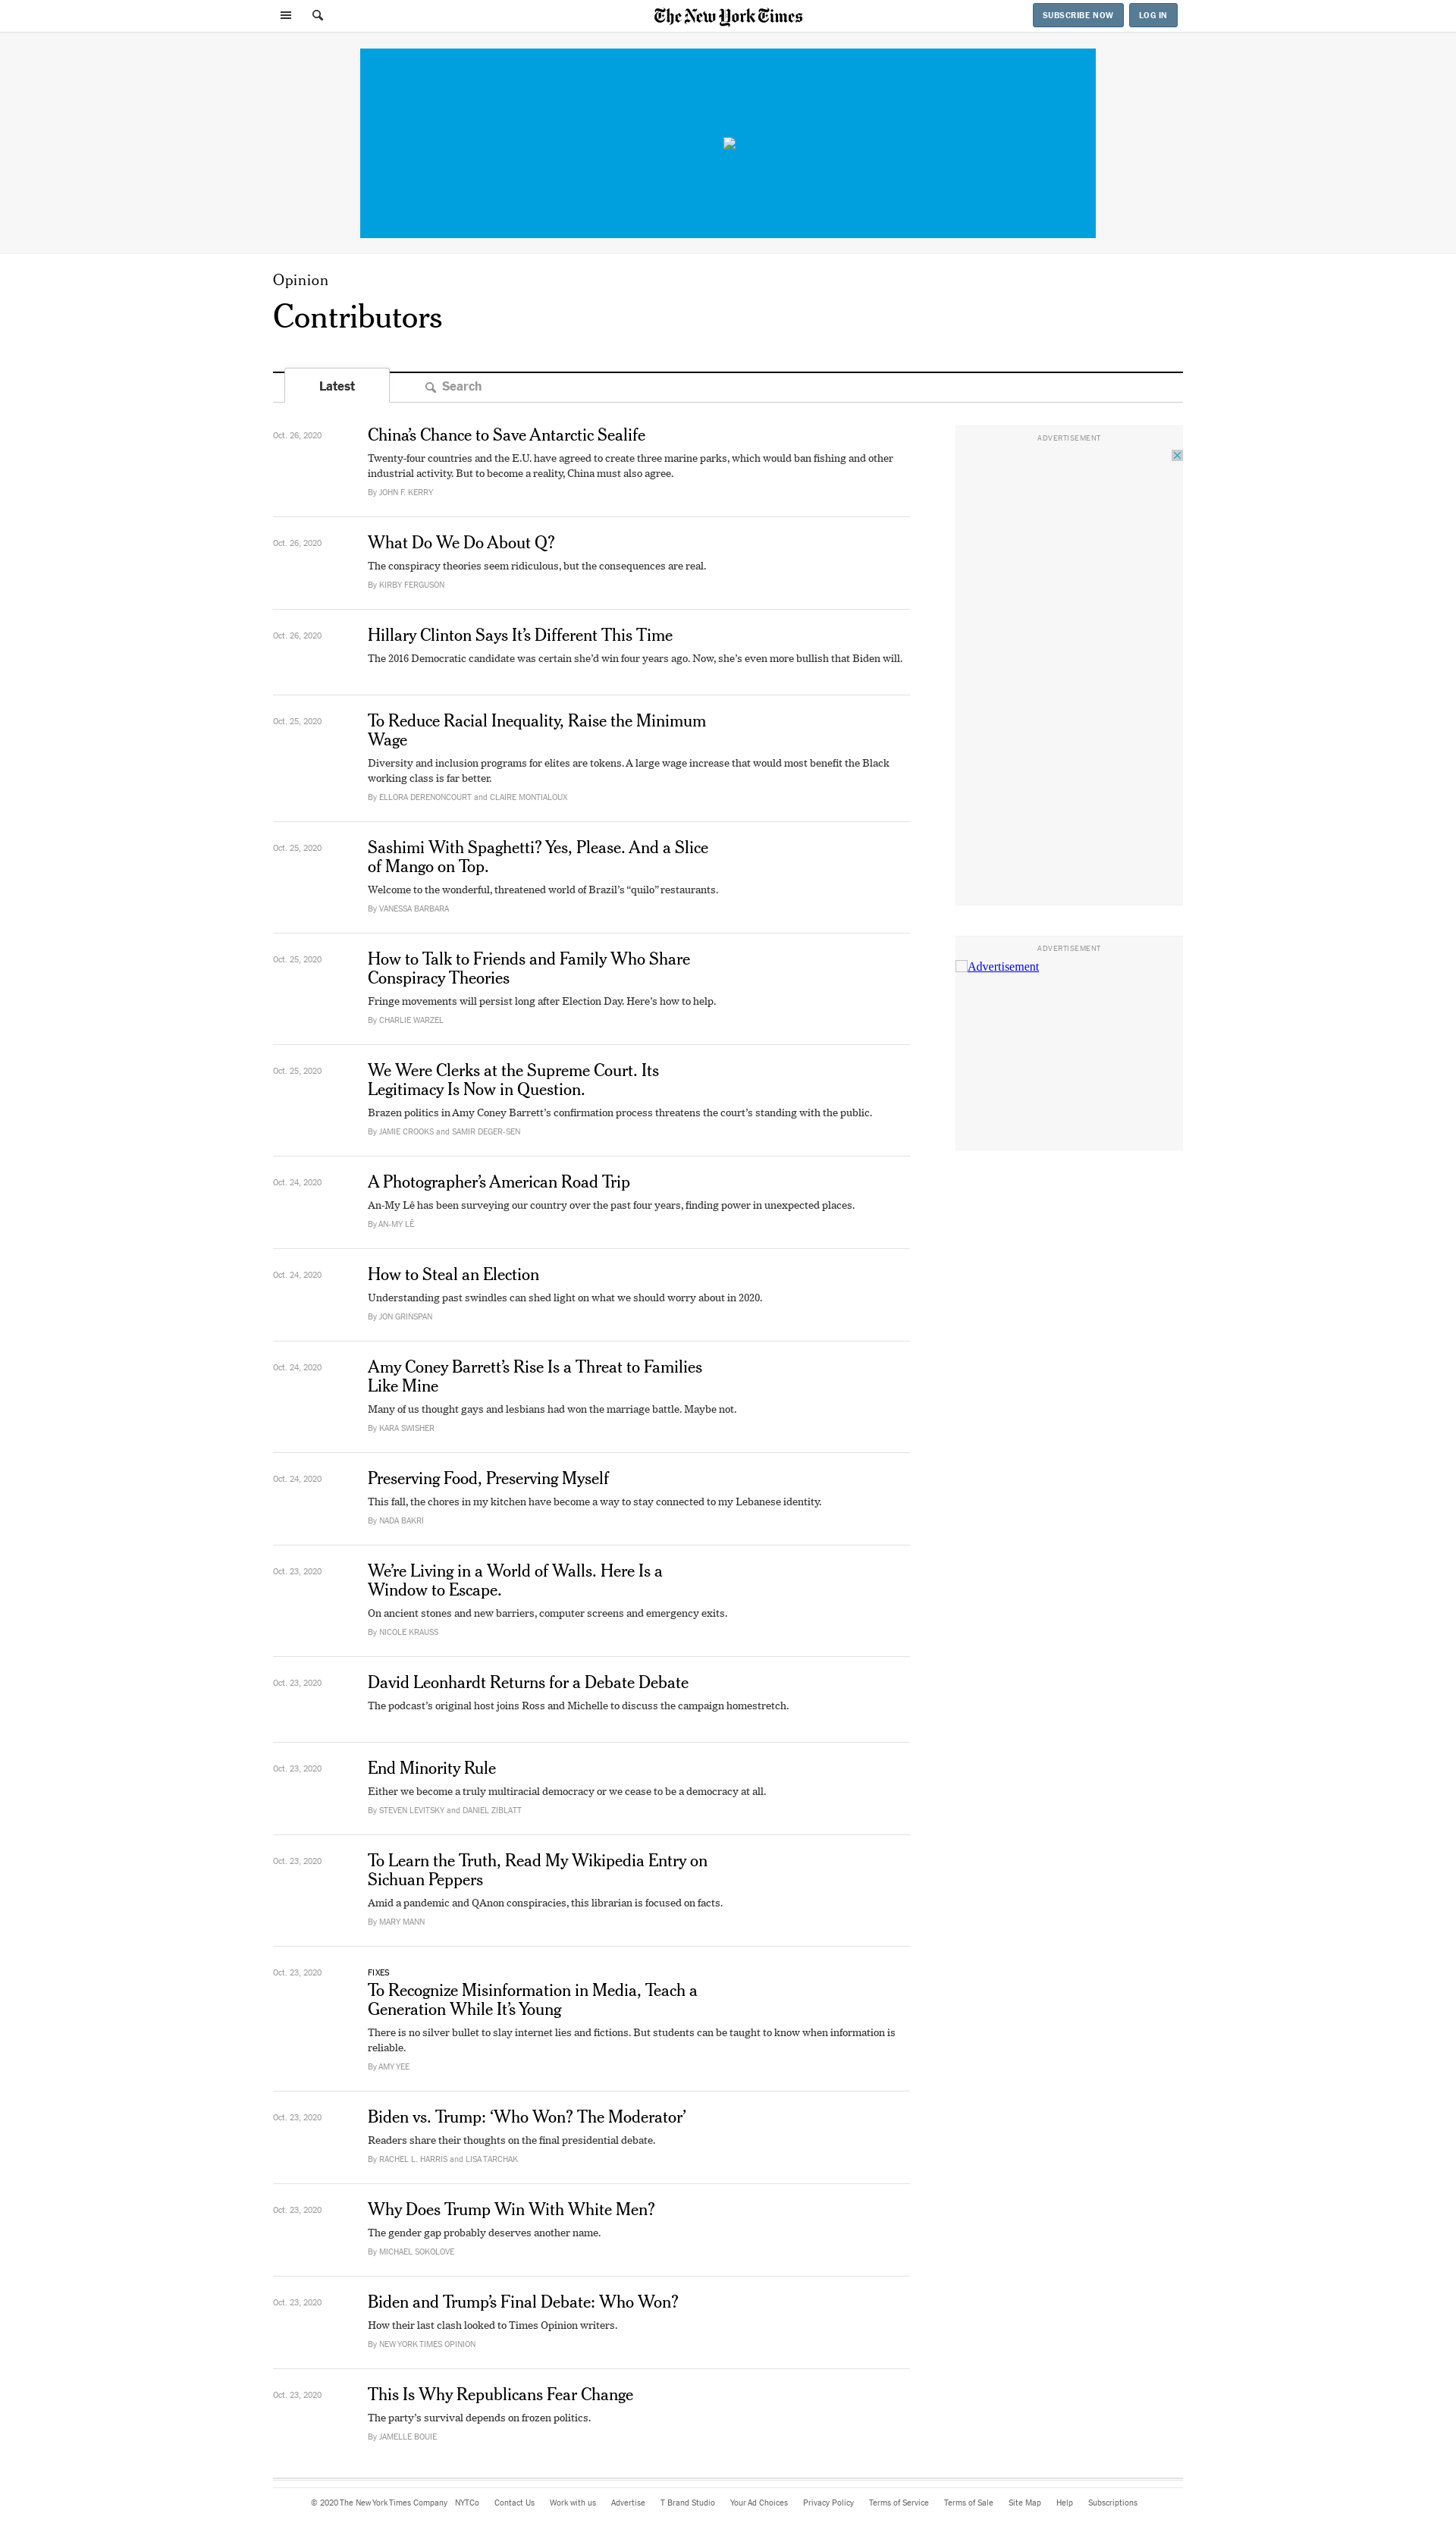 The New York Times
SUBSCRIBE NOW
LOG IN
Opinion
Contributors
Latest
Search
Oct. 26, 2020
China’s Chance to Save Antarctic Sealife
Twenty-four countries and the E.U. have agreed to create three marine parks, which would ban fishing and other
industrial activity. But to become a reality, China must also agree.
By JOHN F. KERRY
Oct. 26, 2020
What Do We Do About Q?
The conspiracy theories seem ridiculous, but the consequences are real.
By KIRBY FERGUSON
Oct. 26, 2020
Hillary Clinton Says It’s Different This Time
The 2016 Democratic candidate was certain she’d win four years ago. Now, she’s even more bullish that Biden will.
Oct. 25, 2020
To Reduce Racial Inequality, Raise the Minimum
Wage
Diversity and inclusion programs for elites are tokens. A large wage increase that would most benefit the Black
working class is far better.
By ELLORA DERENONCOURT and CLAIRE MONTIALOUX
Oct. 25, 2020
Sashimi With Spaghetti? Yes, Please. And a Slice
of Mango on Top.
Welcome to the wonderful, threatened world of Brazil’s “quilo” restaurants.
By VANESSA BARBARA
Oct. 25, 2020
How to Talk to Friends and Family Who Share
Conspiracy Theories
Fringe movements will persist long after Election Day. Here’s how to help.
By CHARLIE WARZEL
Oct. 25, 2020
We Were Clerks at the Supreme Court. Its
Legitimacy Is Now in Question.
Brazen politics in Amy Coney Barrett’s confirmation process threatens the court’s standing with the public.
By JAMIE CROOKS and SAMIR DEGER-SEN
Oct. 24, 2020
A Photographer’s American Road Trip
An-My Lê has been surveying our country over the past four years, finding power in unexpected places.
By AN-MY LÊ
Oct. 24, 2020
How to Steal an Election
Understanding past swindles can shed light on what we should worry about in 2020.
By JON GRINSPAN
Oct. 24, 2020
Amy Coney Barrett’s Rise Is a Threat to Families
Like Mine
Many of us thought gays and lesbians had won the marriage battle. Maybe not.
By KARA SWISHER
Oct. 24, 2020
Preserving Food, Preserving Myself
This fall, the chores in my kitchen have become a way to stay connected to my Lebanese identity.
By NADA BAKRI
Oct. 23, 2020
We’re Living in a World of Walls. Here Is a
Window to Escape.
On ancient stones and new barriers, computer screens and emergency exits.
By NICOLE KRAUSS
Oct. 23, 2020
David Leonhardt Returns for a Debate Debate
The podcast’s original host joins Ross and Michelle to discuss the campaign homestretch.
Oct. 23, 2020
End Minority Rule
Either we become a truly multiracial democracy or we cease to be a democracy at all.
By STEVEN LEVITSKY and DANIEL ZIBLATT
Oct. 23, 2020
To Learn the Truth, Read My Wikipedia Entry on
Sichuan Peppers
Amid a pandemic and QAnon conspiracies, this librarian is focused on facts.
By MARY MANN
Oct. 23, 2020
FIXES
To Recognize Misinformation in Media, Teach a
Generation While It’s Young
There is no silver bullet to slay internet lies and fictions. But students can be taught to know when information is
reliable.
By AMY YEE
Oct. 23, 2020
Biden vs. Trump: ‘Who Won? The Moderator’
Readers share their thoughts on the final presidential debate.
By RACHEL L. HARRIS and LISA TARCHAK
Oct. 23, 2020
Why Does Trump Win With White Men?
The gender gap probably deserves another name.
By MICHAEL SOKOLOVE
Oct. 23, 2020
Biden and Trump’s Final Debate: Who Won?
How their last clash looked to Times Opinion writers.
By NEW YORK TIMES OPINION
Oct. 23, 2020
This Is Why Republicans Fear Change
The party’s survival depends on frozen politics.
By JAMELLE BOUIE
ADVERTISEMENT
ADVERTISEMENT
Advertisement
© 2020 The New York Times Company NYTCo Contact Us Work with us Advertise T Brand Studio Your Ad Choices Privacy Policy Terms of Service Terms of Sale Site Map Help Subscriptions